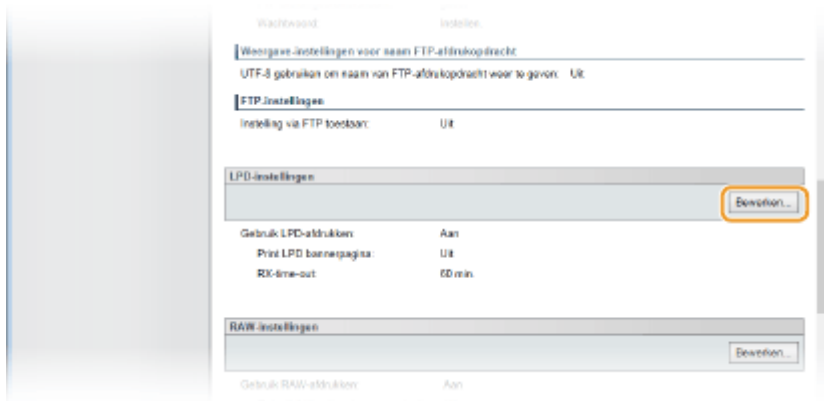 Wachtwoord: Instellen.
Weergave-instellingen voor naam FTP-afdrukopdracht
UTF-8 gebruiken om naam van FTP-afdrukopdracht weer te geven: Uit
FTP-instellingen
Instelling via FTP toestaan: Uit
LPD-instellingen
Bewerken...
Gebruik LPD-afdrukken: Aan
Print LPD bannerpagina: Uit
RX-time-out: 60 min.
RAW-instellingen
Bewerken...
Gebruik RAW-afdrukken: Aan